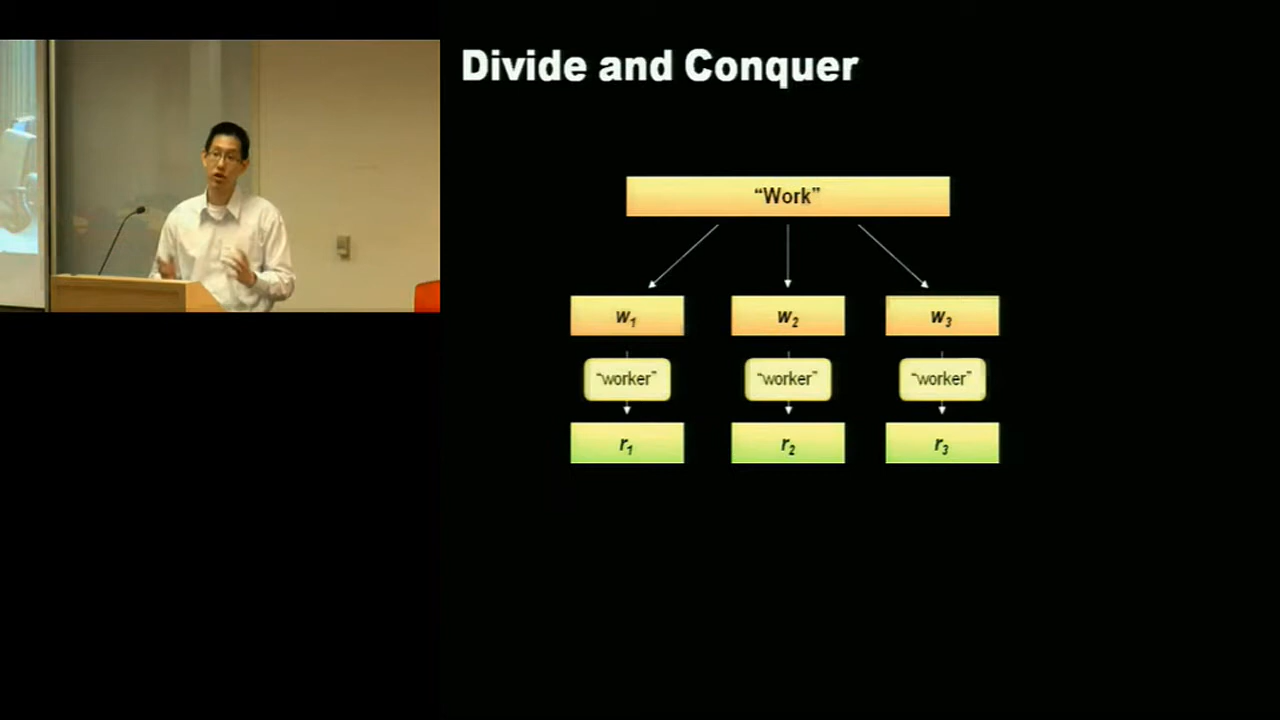 Divide and Conquer
“Work”
w1 w2 w3
“worker” “worker” “worker”
r1 r2 r3